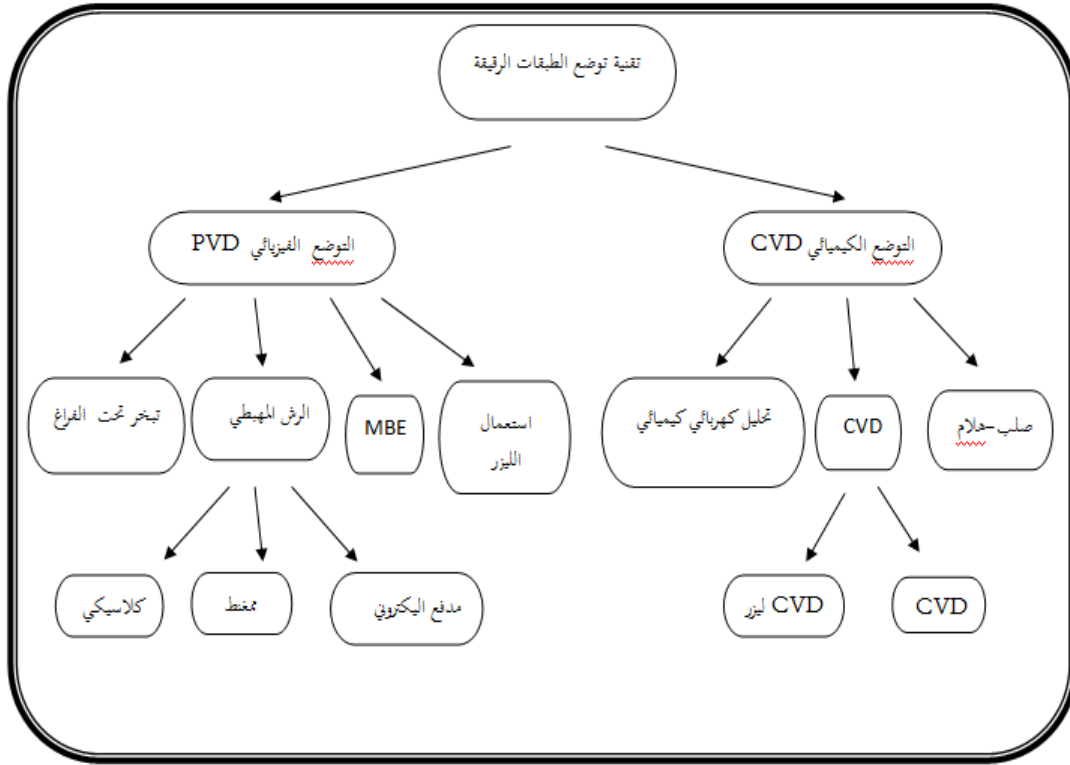 تقنية توضع الطبقات الرقيقة
التوضع الكيميائي CVD
التوضع الفيزيائي PVD
صلب-هلام
CVD
تحليل كهربائي كيميائي
استعمال
الليزر
MBE
الرش المهبطي
تبخر تحت الفراغ
CVD
CVD ليزر
مدفع اليكتروني
ممغنط
كلاسيكي